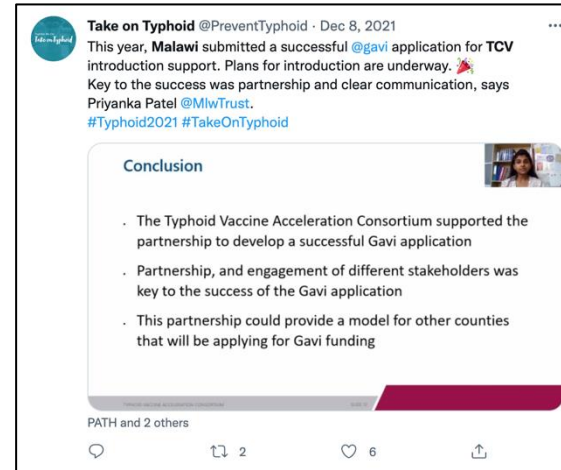 Take on Typhoid @PreventTyphoid · Dec 8, 2021
This year, Malawi submitted a successful @gavi application for TCV
introduction support. Plans for introduction are underway. 🎉
Key to the success was partnership and clear communication, says
Priyanka Patel @MlwTrust.
#Typhoid2021 #TakeOnTyphoid
Conclusion
. The Typhoid Vaccine Acceleration Consortium supported the
partnership to develop a successful Gavi application
. Partnership, and engagement of different stakeholders was
key to the success of the Gavi application
. This partnership could provide a model for other counties
that will be applying for Gavi funding
TYPHOID VACCINE ACCELERATION CONSORTIUM
PATH and 2 others
2
6